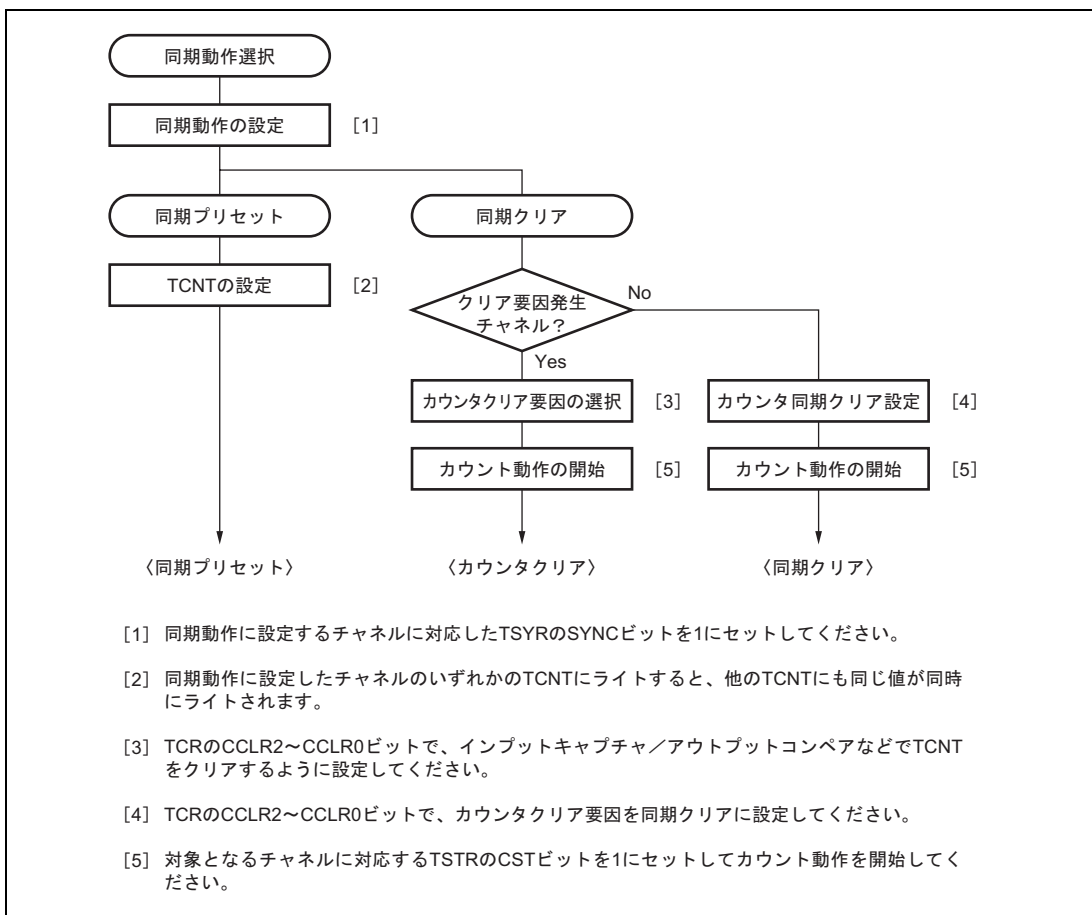 同期動作選択
同期動作の設定 [1]
同期プリセット 同期クリア
TCNTの設定 [2]
クリア要因発生
チャネル?
No
Yes
カウンタクリア要因の選択 [3] カウンタ同期クリア設定 [4]
カウント動作の開始 [5] カウント動作の開始 [5]
〈同期プリセット〉 〈カウンタクリア〉 〈同期クリア〉
[1] 同期動作に設定するチャネルに対応したTSYRのSYNCビットを1にセットしてください。
[2] 同期動作に設定したチャネルのいずれかのTCNTにライトすると、他のTCNTにも同じ値が同時
にライトされます。
[3] TCRのCCLR2～CCLR0ビットで、インプットキャプチャ／アウトプットコンペアなどでTCNT
をクリアするように設定してください。
[4] TCRのCCLR2～CCLR0ビットで、カウンタクリア要因を同期クリアに設定してください。
[5] 対象となるチャネルに対応するTSTRのCSTビットを1にセットしてカウント動作を開始してく
ださい。